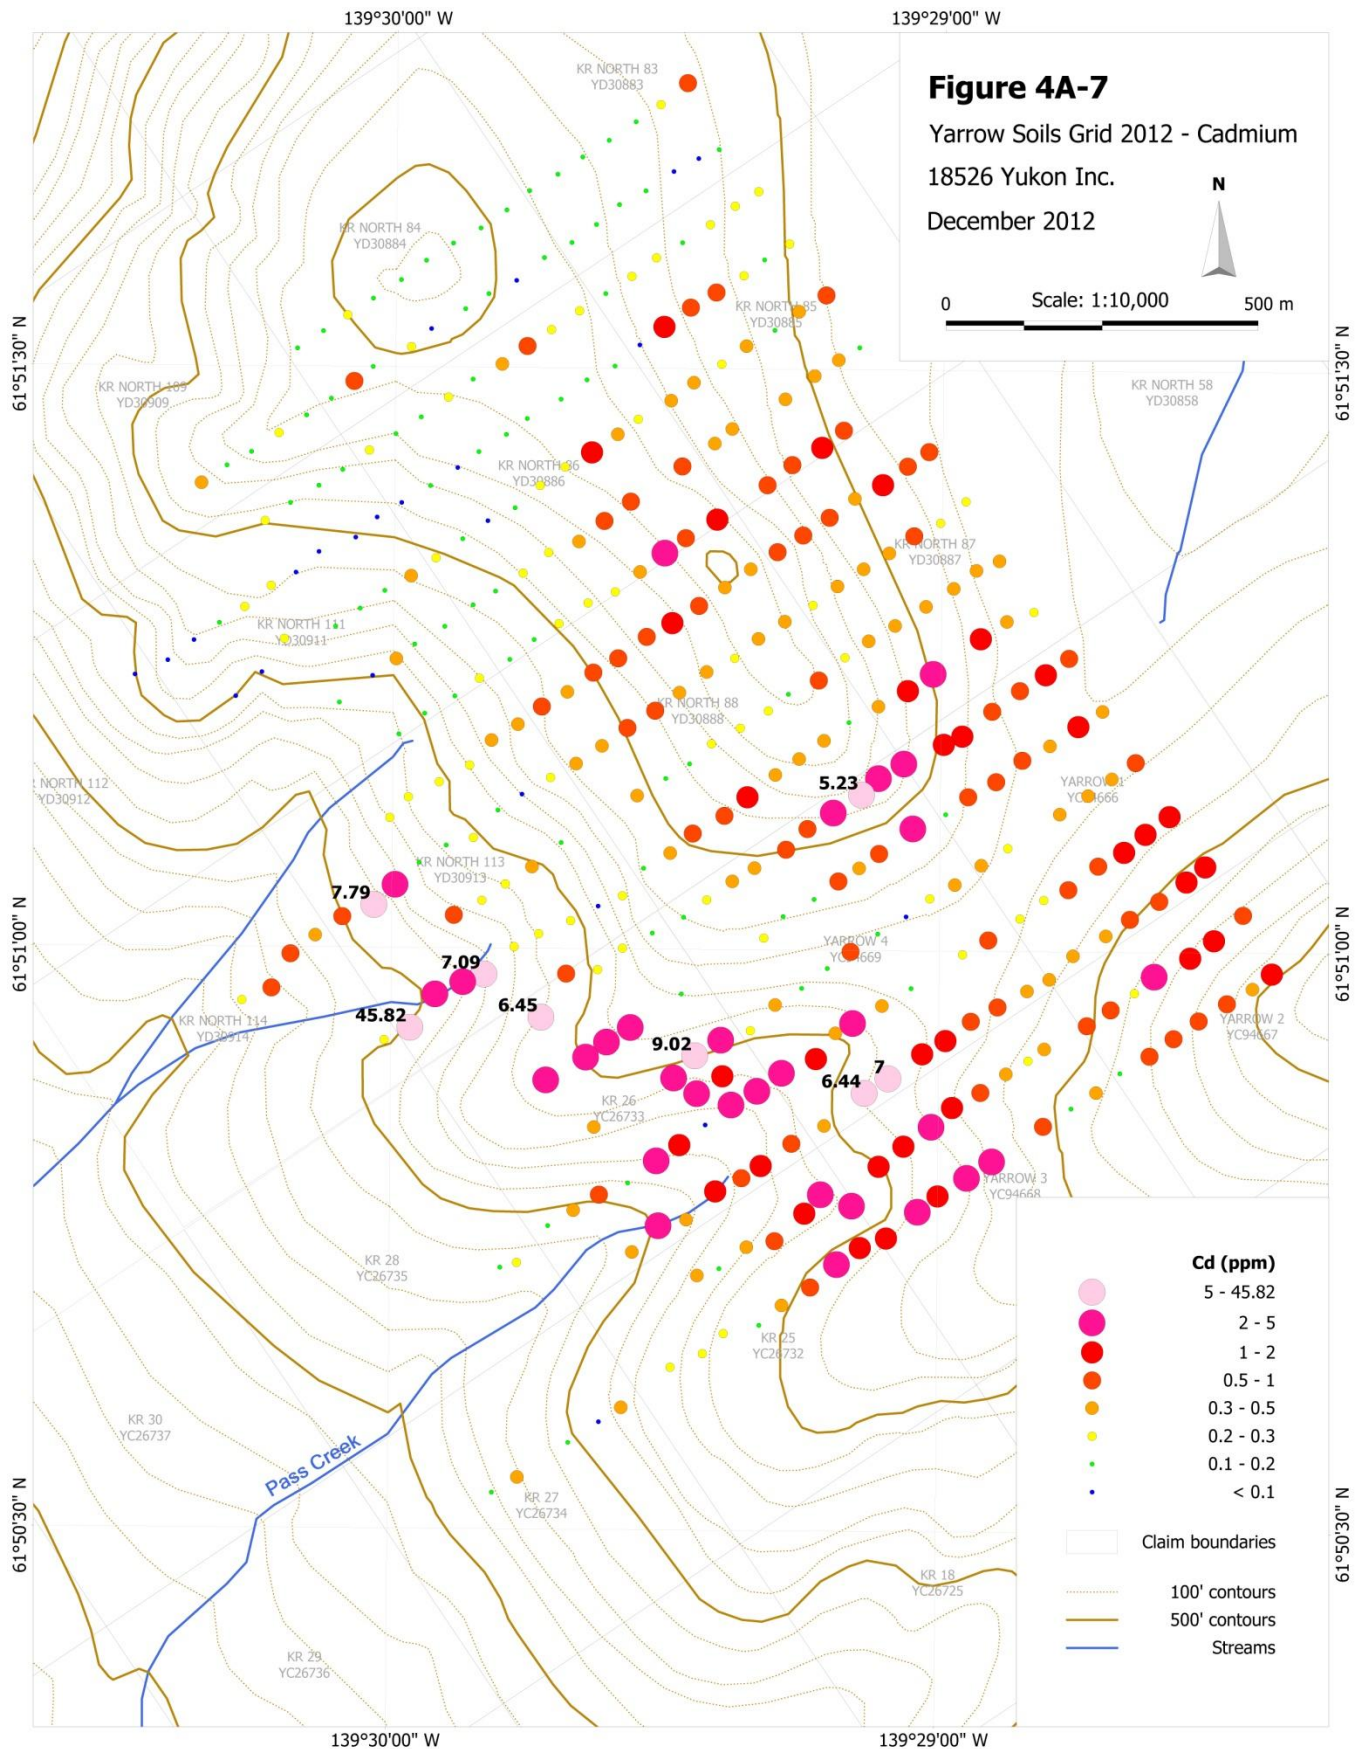 139°30'00" W
139°29'00" W
Figure 4A-7
Yarrow Soils Grid 2012 - Cadmium
18526 Yukon Inc.
December 2012
N
0
Scale: 1:10,000
500 m
KR NORTH 83
YD30883
KR NORTH 84
YD30884
KR NORTH 85
YD30885
61°51'30" N
61°51'30" N
KR NORTH 58
YD30858
KR NORTH 109
YD30909
KR NORTH 86
YD30886
KR NORTH 87
YD30887
KR NORTH 111
YD30911
KR NORTH 88
YD30888
KR NORTH 112
YD30912
5.23
YARROW 1
YC94666
KR NORTH 113
YD30913
7.79
61°51'00" N
61°51'00" N
YARROW 4
YC94669
7.09
6.45
45.82
KR NORTH 114
YD30914
YARROW 2
YC94667
9.02
7
6.44
KR 26
YC26733
YARROW 3
YC94668
KR 28
YC26735
KR 25
YC26732
Cd (ppm)
5 - 45.82
2 - 5
1 - 2
0.5 - 1
0.3 - 0.5
0.2 - 0.3
0.1 - 0.2
< 0.1
KR 30
YC26737
Pass Creek
KR 27
YC26734
61°50'30" N
61°50'30" N
Claim boundaries
100' contours
500' contours
Streams
KR 18
YC26725
KR 29
YC26736
139°30'00" W
139°29'00" W